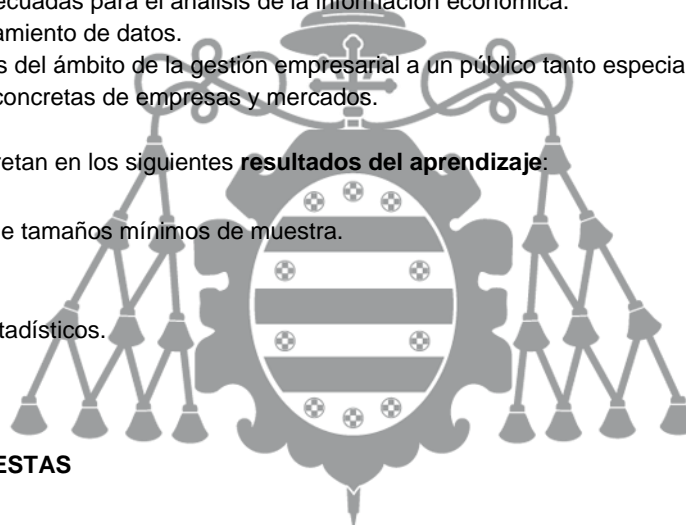 ecuadas para el análisis de la información económica.
amiento de datos.
s del ámbito de la gestión empresarial a un público tanto especia
concretas de empresas y mercados.
retan en los siguientes resultados del aprendizaje:
e tamaños mínimos de muestra.
tadísticos.
ESTAS